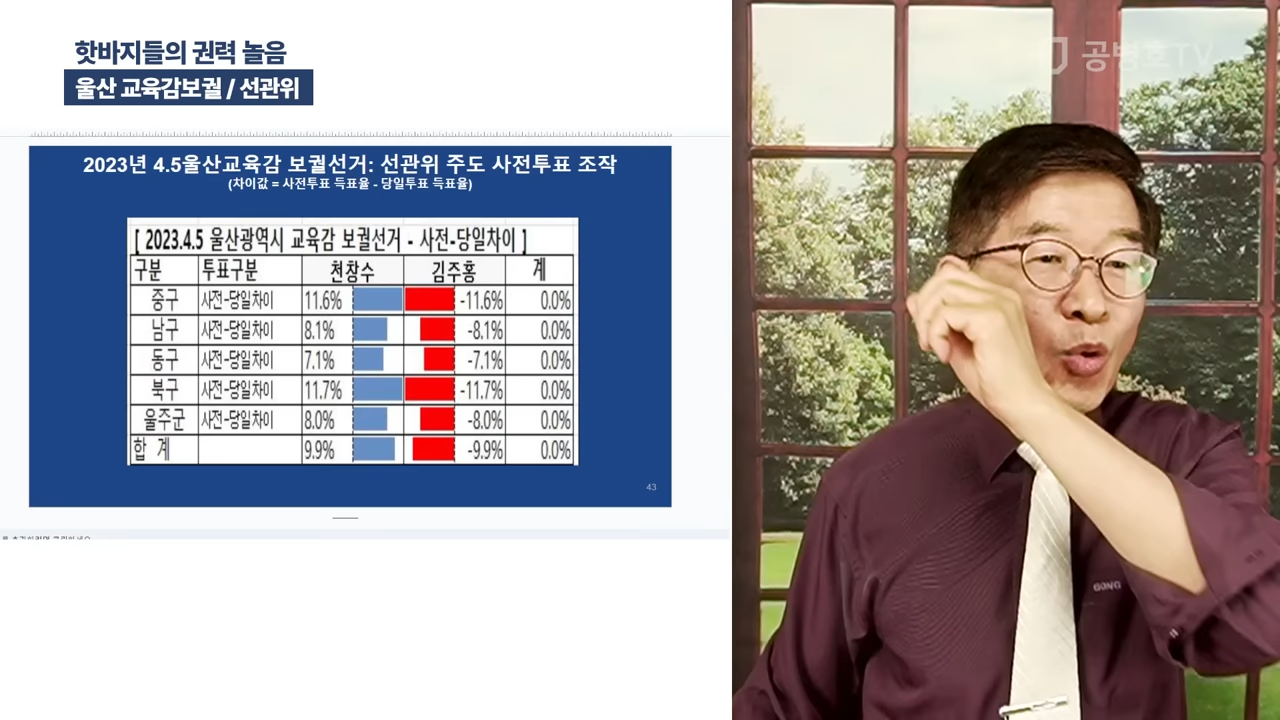 핫바지들의 권력 놀음
울산 교육감보궐 / 선관위
공병호TV
2023년 4.5울산교육감 보궐선거: 선관위 주도 사전투표 조작
(차이값 = 사전투표 득표율 - 당일투표 득표율)
[ 2023.4.5 울산광역시 교육감 보궐선거 - 사전-당일차이 ]
구분 투표구분 천창수 김주홍 계
중구 사전-당일차이 11.6% -11.6% 0.0%
남구 사전-당일차이 8.1% -8.1% 0.0%
동구 사전-당일차이 7.1% -7.1% 0.0%
북구 사전-당일차이 11.7% -11.7% 0.0%
울주군 사전-당일차이 8.0% -8.0% 0.0%
합 계 9.9% -9.9% 0.0%
43
GONG